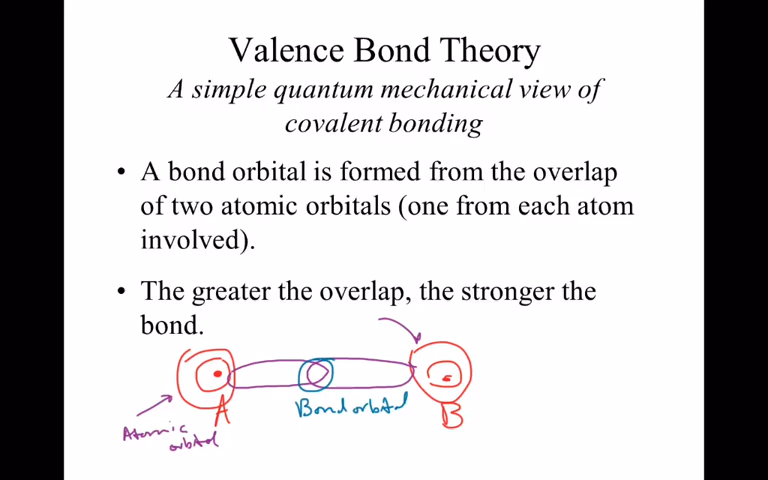 Valence Bond Theory
A simple quantum mechanical view of
covalent bonding
• A bond orbital is formed from the overlap
of two atomic orbitals (one from each atom
involved).
• The greater the overlap, the stronger the
bond.
A
Bond orbital
B
Atomic
orbital